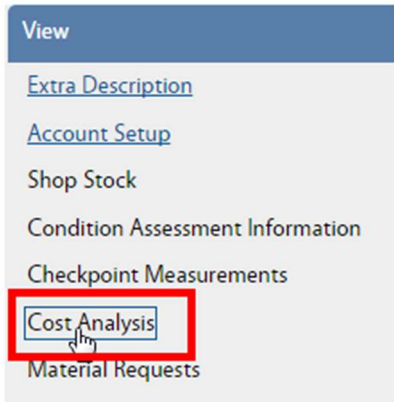 View
Extra Description
Account Setup
Shop Stock
Condition Assessment Information
Checkpoint Measurements
Cost Analysis
Material Requests